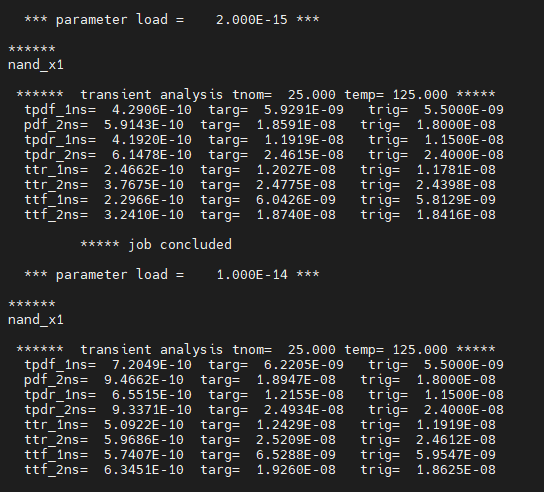 *** parameter load =    2.000E-15 ***
******
nand_x1
******  transient analysis tnom=  25.000 temp= 125.000 *****
tpdf_1ns=  4.2906E-10  targ=  5.9291E-09   trig=  5.5000E-09
pdf_2ns=  5.9143E-10  targ=  1.8591E-08   trig=  1.8000E-08
tpdr_1ns=  4.1920E-10  targ=  1.1919E-08   trig=  1.1500E-08
tpdr_2ns=  6.1478E-10  targ=  2.4615E-08   trig=  2.4000E-08
ttr_1ns=  2.4662E-10  targ=  1.2027E-08   trig=  1.1781E-08
ttr_2ns=  3.7675E-10  targ=  2.4775E-08   trig=  2.4398E-08
ttf_1ns=  2.2966E-10  targ=  6.0426E-09   trig=  5.8129E-09
ttf_2ns=  3.2410E-10  targ=  1.8740E-08   trig=  1.8416E-08
***** job concluded
*** parameter load =    1.000E-14 ***
******
nand_x1
******  transient analysis tnom=  25.000 temp= 125.000 *****
tpdf_1ns=  7.2049E-10  targ=  6.2205E-09   trig=  5.5000E-09
pdf_2ns=  9.4662E-10  targ=  1.8947E-08   trig=  1.8000E-08
tpdr_1ns=  6.5515E-10  targ=  1.2155E-08   trig=  1.1500E-08
tpdr_2ns=  9.3371E-10  targ=  2.4934E-08   trig=  2.4000E-08
ttr_1ns=  5.0922E-10  targ=  1.2429E-08   trig=  1.1919E-08
ttr_2ns=  5.9686E-10  targ=  2.5209E-08   trig=  2.4612E-08
ttf_1ns=  5.7407E-10  targ=  6.5288E-09   trig=  5.9547E-09
ttf_2ns=  6.3451E-10  targ=  1.9260E-08   trig=  1.8625E-08